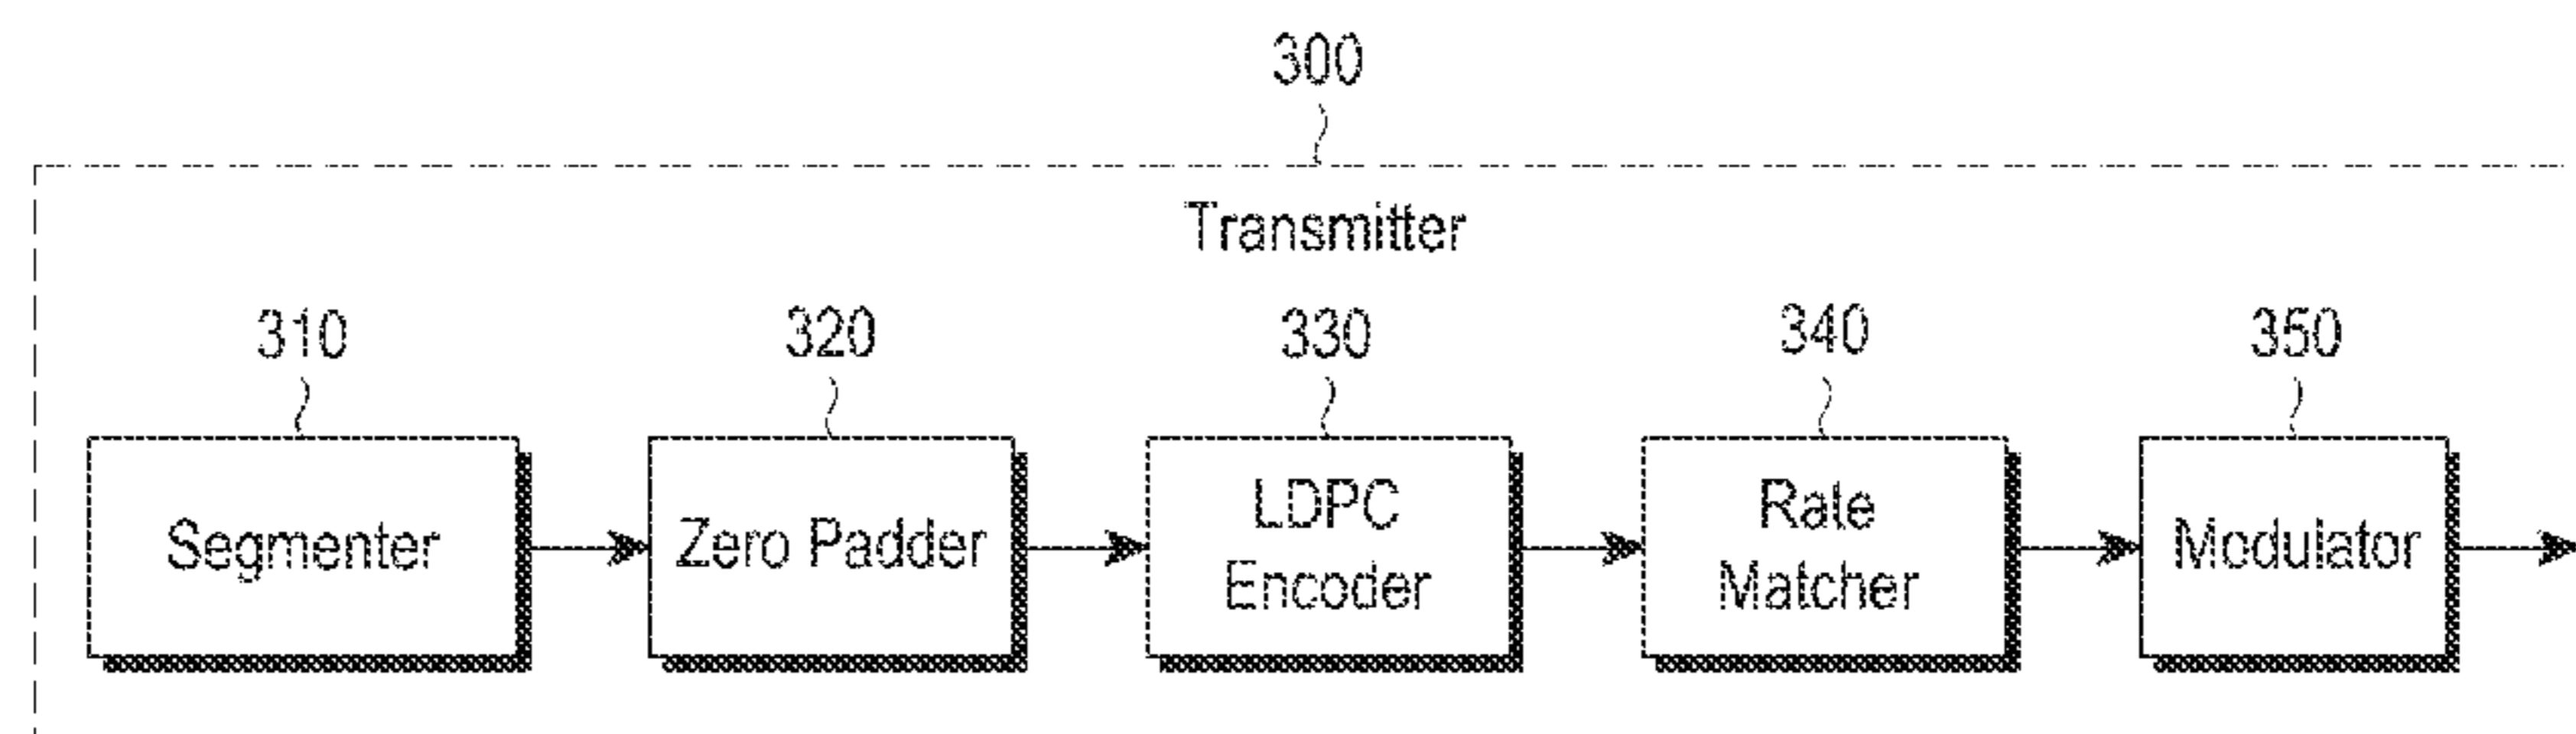 300
Transmitter
310
320
330
340
350
Segmenter
Zero Padder
LDPC
Encoder
Rate
Matcher
Modulator